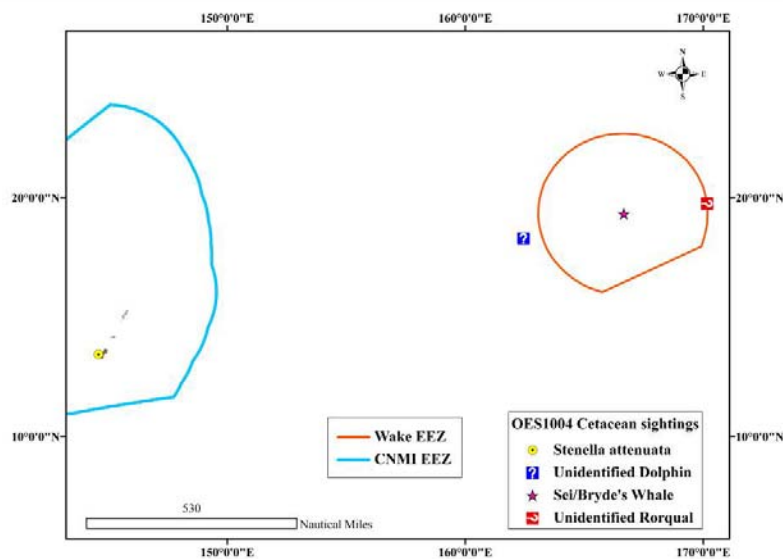 150°0'0"E 160°0'0"E 170°0'0"E
N
W E
S
20°0'0"N 20°0'0"N
?
?
10°0'0"N 10°0'0"N
Wake EEZ
CNMI EEZ
OES1004 Cetacean sightings
Stenella attenuata
? Unidentified Dolphin
Sei/Bryde's Whale
? Unidentified Rorqual
530
Nautical Miles
150°0'0"E 160°0'0"E 170°0'0"E